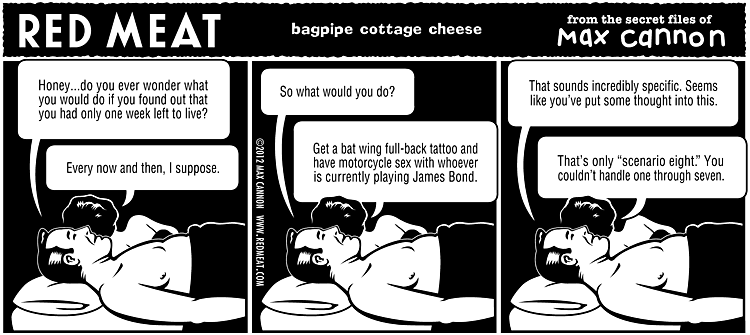 RED MEAT
bagpipe cottage cheese
from the secret files of
Max cannon
Honey...do you ever wonder what
you would do if you found out that
you had only one week left to live?
Every now and then, I suppose.
So what would you do?
Get a bat wing full-back tattoo and
have motorcycle sex with whoever
is currently playing James Bond.
©2012 MAX CANNON WWW.REDMEAT.COM
That sounds incredibly specific. Seems
like you've put some thought into this.
That's only “scenario eight.” You
couldn't handle one through seven.